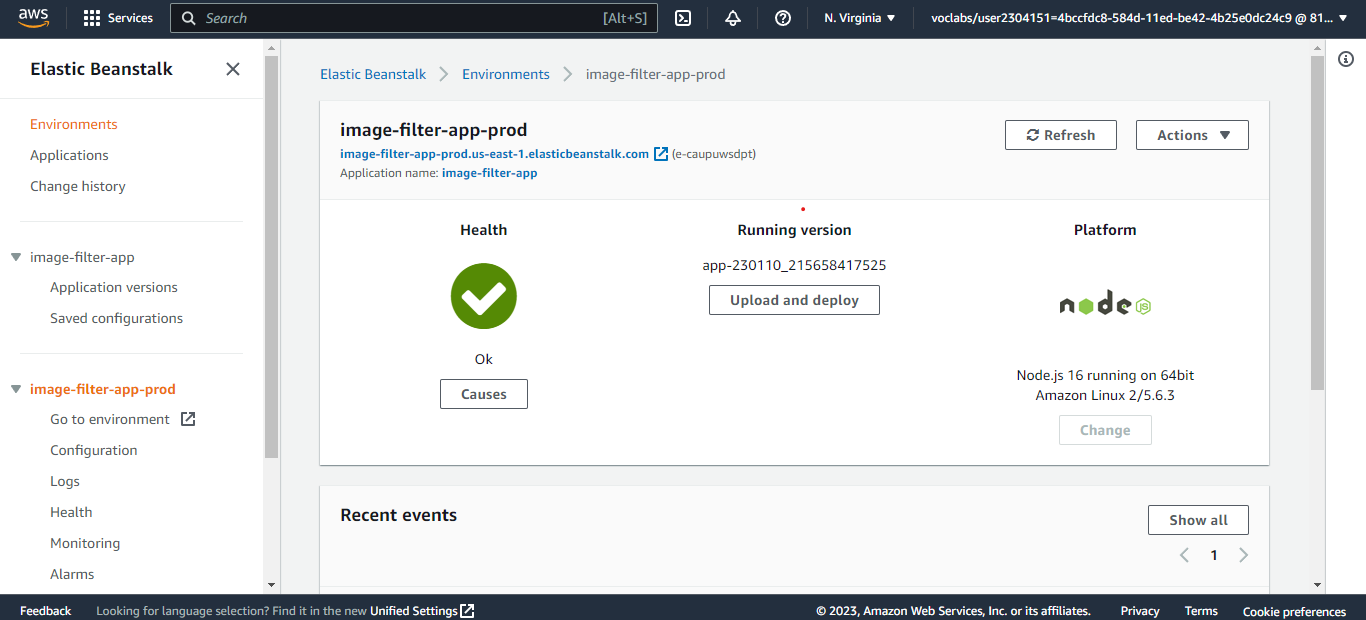 aws
Services
Search
[Alt+S]
N. Virginia
voclabs/user2304151=4bccfdc8-584d-11ed-be42-4b25e0dc24c9 @ 81...
Elastic Beanstalk
Environments
Applications
Change history
image-filter-app
Application versions
Saved configurations
image-filter-app-prod
Go to environment
Configuration
Logs
Health
Monitoring
Alarms
Elastic Beanstalk
Environments
image-filter-app-prod
image-filter-app-prod
image-filter-app-prod.us-east-1.elasticbeanstalk.com (e-caupuwsdpt)
Application name: image-filter-app
Refresh
Actions
Health
Ok
Causes
Running version
app-230110_215658417525
Upload and deploy
Platform
node JS
Node.js 16 running on 64bit
Amazon Linux 2/5.6.3
Change
Recent events
Show all
1
Feedback
Looking for language selection? Find it in the new Unified Settings
© 2023, Amazon Web Services, Inc. or its affiliates.
Privacy
Terms
Cookie preferences